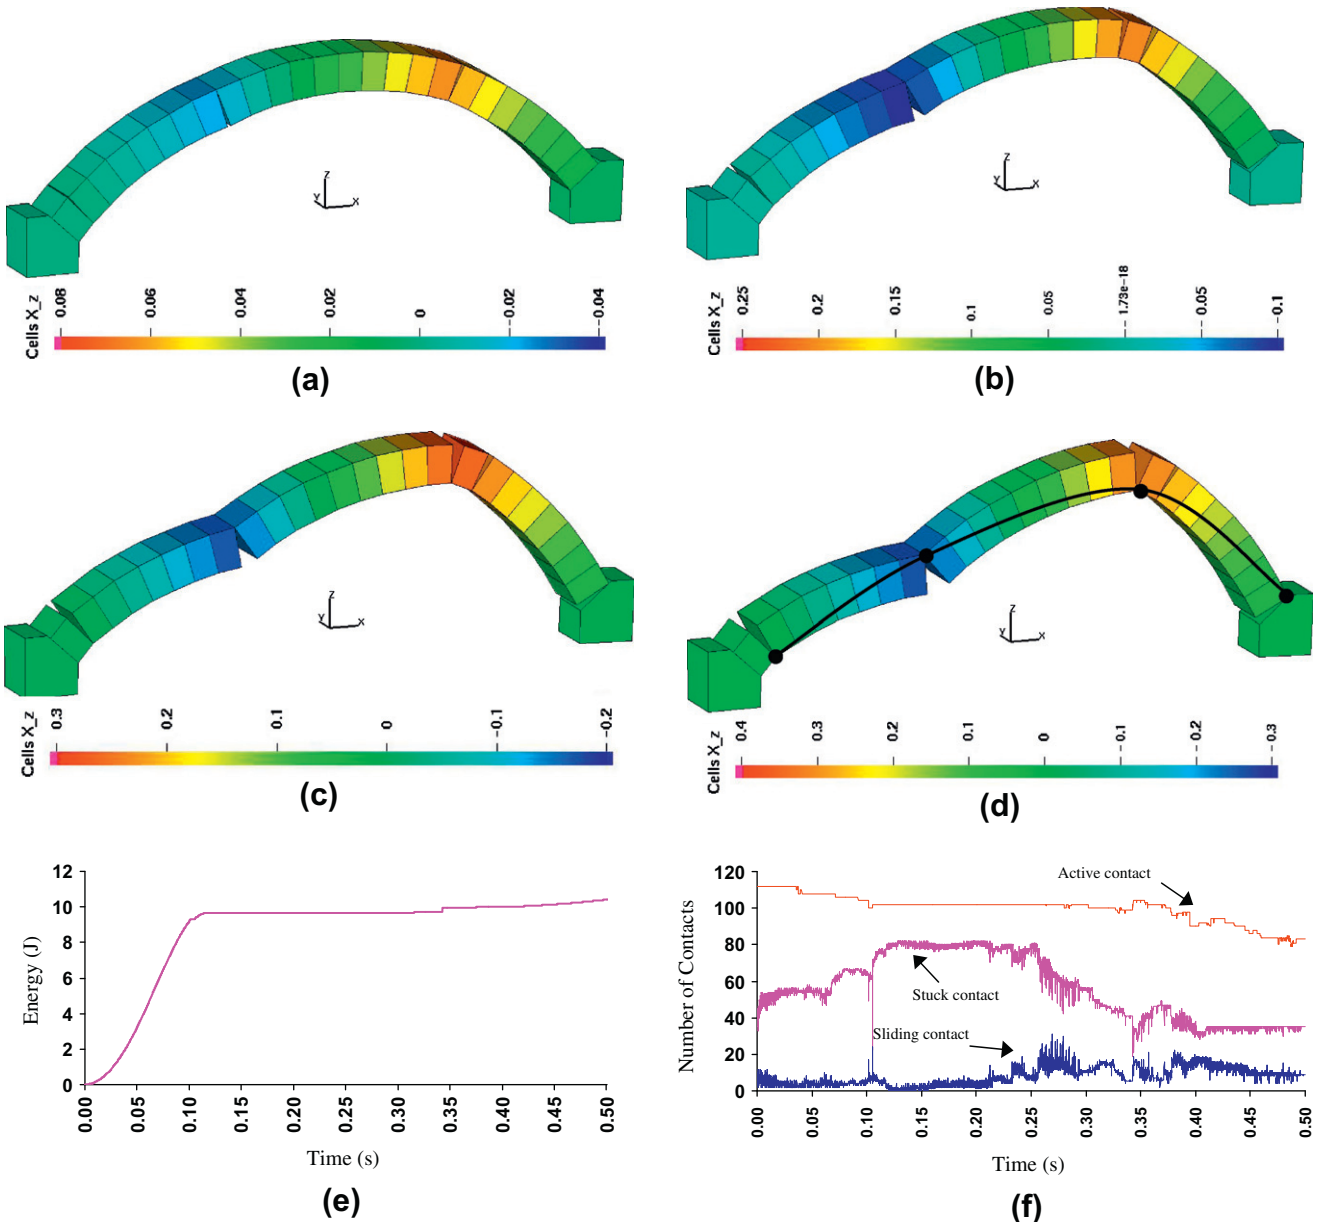 Z
Y
X
Cells X_z
0.08
0.06
0.04
0.02
0
-0.02
-0.04
(a)
Z
Y
X
Cells X_z
0.25
0.2
0.15
0.1
0.05
1.73e-18
-0.05
-0.1
(b)
Z
Y
X
Cells X_z
0.3
0.2
0.1
0
-0.1
-0.2
(c)
Z
Y
X
Cells X_z
0.4
0.3
0.2
0.1
0
-0.1
-0.2
-0.3
(d)
Energy (J)
12
10
8
6
4
2
0
0.00
0.05
0.10
0.15
0.20
0.25
0.30
0.35
0.40
0.45
0.50
Time (s)
(e)
Number of Contacts
120
100
80
60
40
20
0
Active contact
Stuck contact
Sliding contact
0.00
0.05
0.10
0.15
0.20
0.25
0.30
0.35
0.40
0.45
0.50
Time (s)
(f)